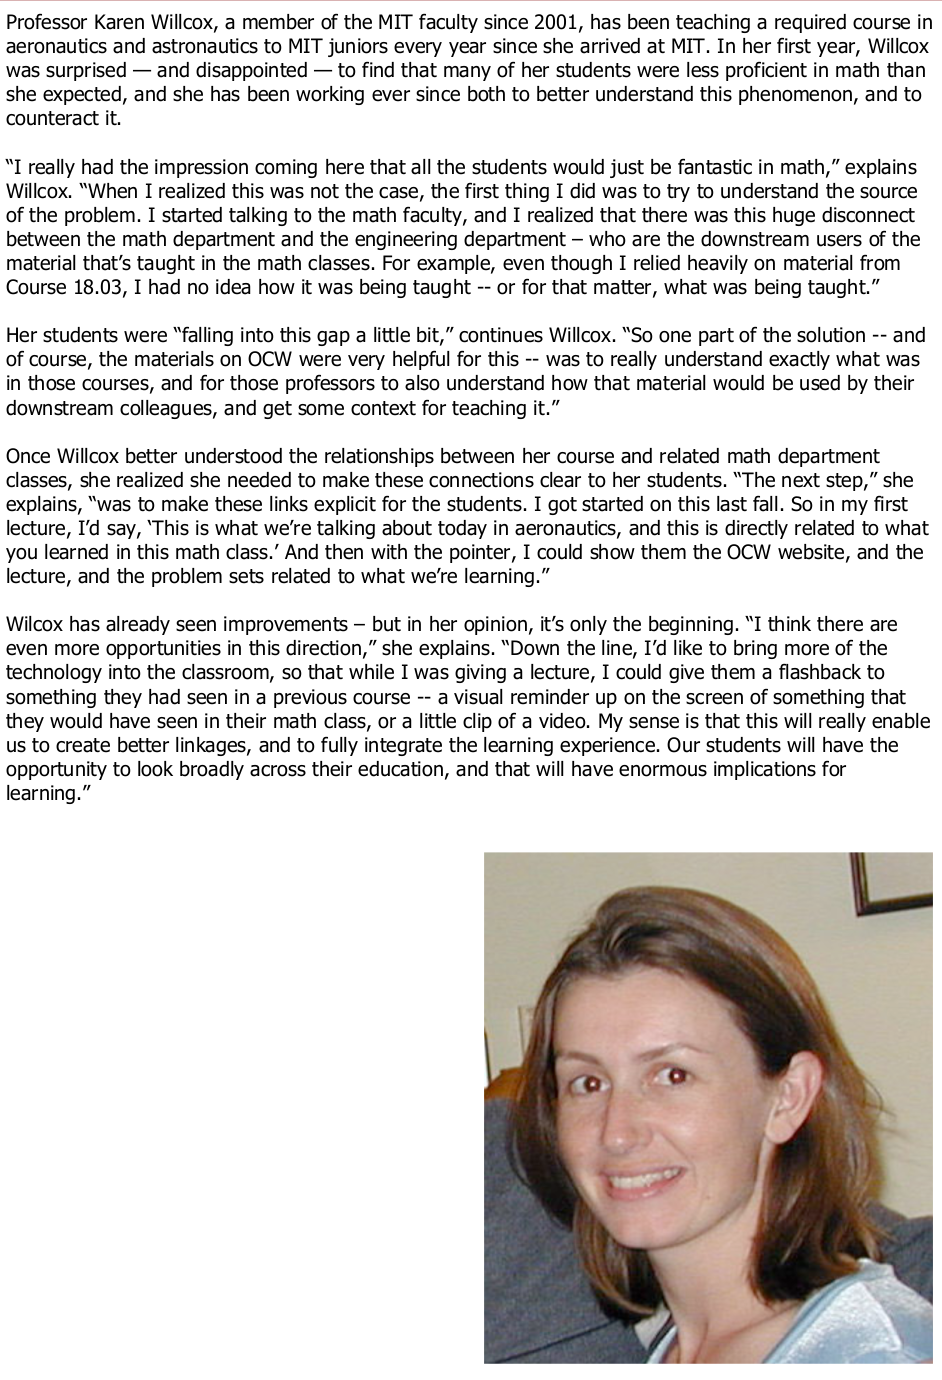 Professor Karen Willcox, a member of the MIT faculty since 2001, has been teaching a required course in
aeronautics and astronautics to MIT juniors every year since she arrived at MIT. In her first year, Willcox
was surprised — and disappointed — to find that many of her students were less proficient in math than
she expected, and she has been working ever since both to better understand this phenomenon, and to
counteract it.
“I really had the impression coming here that all the students would just be fantastic in math,” explains
Willcox. “When I realized this was not the case, the first thing I did was to try to understand the source
of the problem. I started talking to the math faculty, and I realized that there was this huge disconnect
between the math department and the engineering department – who are the downstream users of the
material that’s taught in the math classes. For example, even though I relied heavily on material from
Course 18.03, I had no idea how it was being taught -- or for that matter, what was being taught.”
Her students were “falling into this gap a little bit,” continues Willcox. “So one part of the solution -- and
of course, the materials on OCW were very helpful for this -- was to really understand exactly what was
in those courses, and for those professors to also understand how that material would be used by their
downstream colleagues, and get some context for teaching it.”
Once Willcox better understood the relationships between her course and related math department
classes, she realized she needed to make these connections clear to her students. “The next step,” she
explains, “was to make these links explicit for the students. I got started on this last fall. So in my first
lecture, I’d say, ‘This is what we’re talking about today in aeronautics, and this is directly related to what
you learned in this math class.’ And then with the pointer, I could show them the OCW website, and the
lecture, and the problem sets related to what we’re learning.”
Wilcox has already seen improvements – but in her opinion, it’s only the beginning. “I think there are
even more opportunities in this direction,” she explains. “Down the line, I’d like to bring more of the
technology into the classroom, so that while I was giving a lecture, I could give them a flashback to
something they had seen in a previous course -- a visual reminder up on the screen of something that
they would have seen in their math class, or a little clip of a video. My sense is that this will really enable
us to create better linkages, and to fully integrate the learning experience. Our students will have the
opportunity to look broadly across their education, and that will have enormous implications for
learning.”